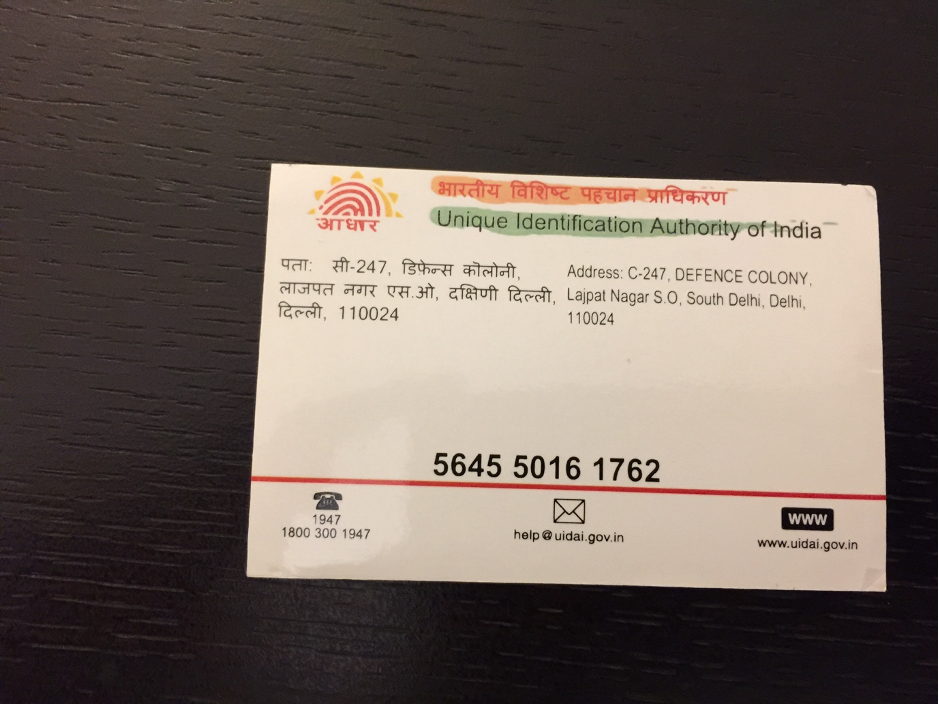 आधार
भारतीय विशिष्ट पहचान प्राधिकरण
Unique Identification Authority of India
पता: सी-247, डिफेन्स कॉलोनी,
लाजपत नगर एस.ओ, दक्षिणी दिल्ली,
दिल्ली, 110024
Address: C-247, DEFENCE COLONY,
Lajpat Nagar S.O, South Delhi, Delhi,
110024
5645 5016 1762
1947
1800 300 1947
help@uidai.gov.in
WWW
www.uidai.gov.in